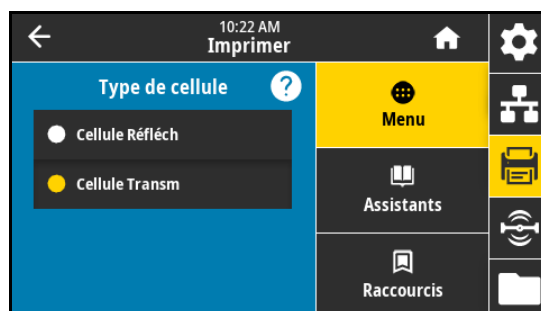 10:22 AM
Imprimer
Type de cellule
?
Cellule Réfléch
Cellule Transm
Menu
Assistants
Raccourcis